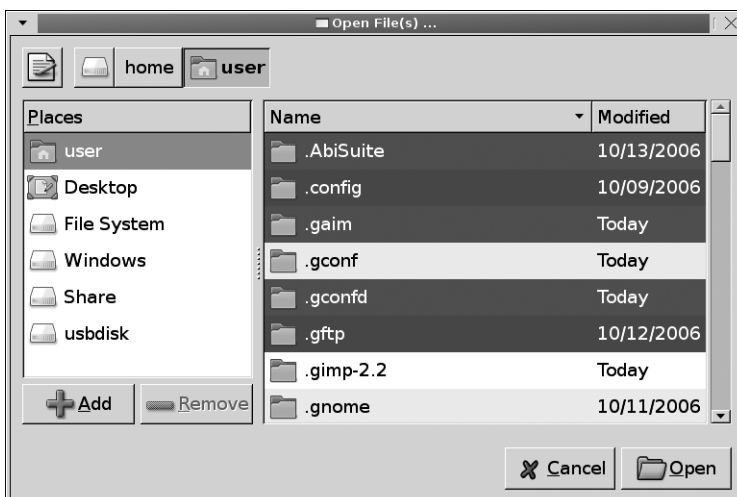 Open File(s) ...
home user
Places
user
Desktop
File System
Windows
Share
usbdisk
Add Remove
Name Modified
.AbiSuite 10/13/2006
.config 10/09/2006
.gaim Today
.gconf Today
.gconfd Today
.gftp 10/12/2006
.gimp-2.2 Today
.gnome 10/11/2006
Cancel Open